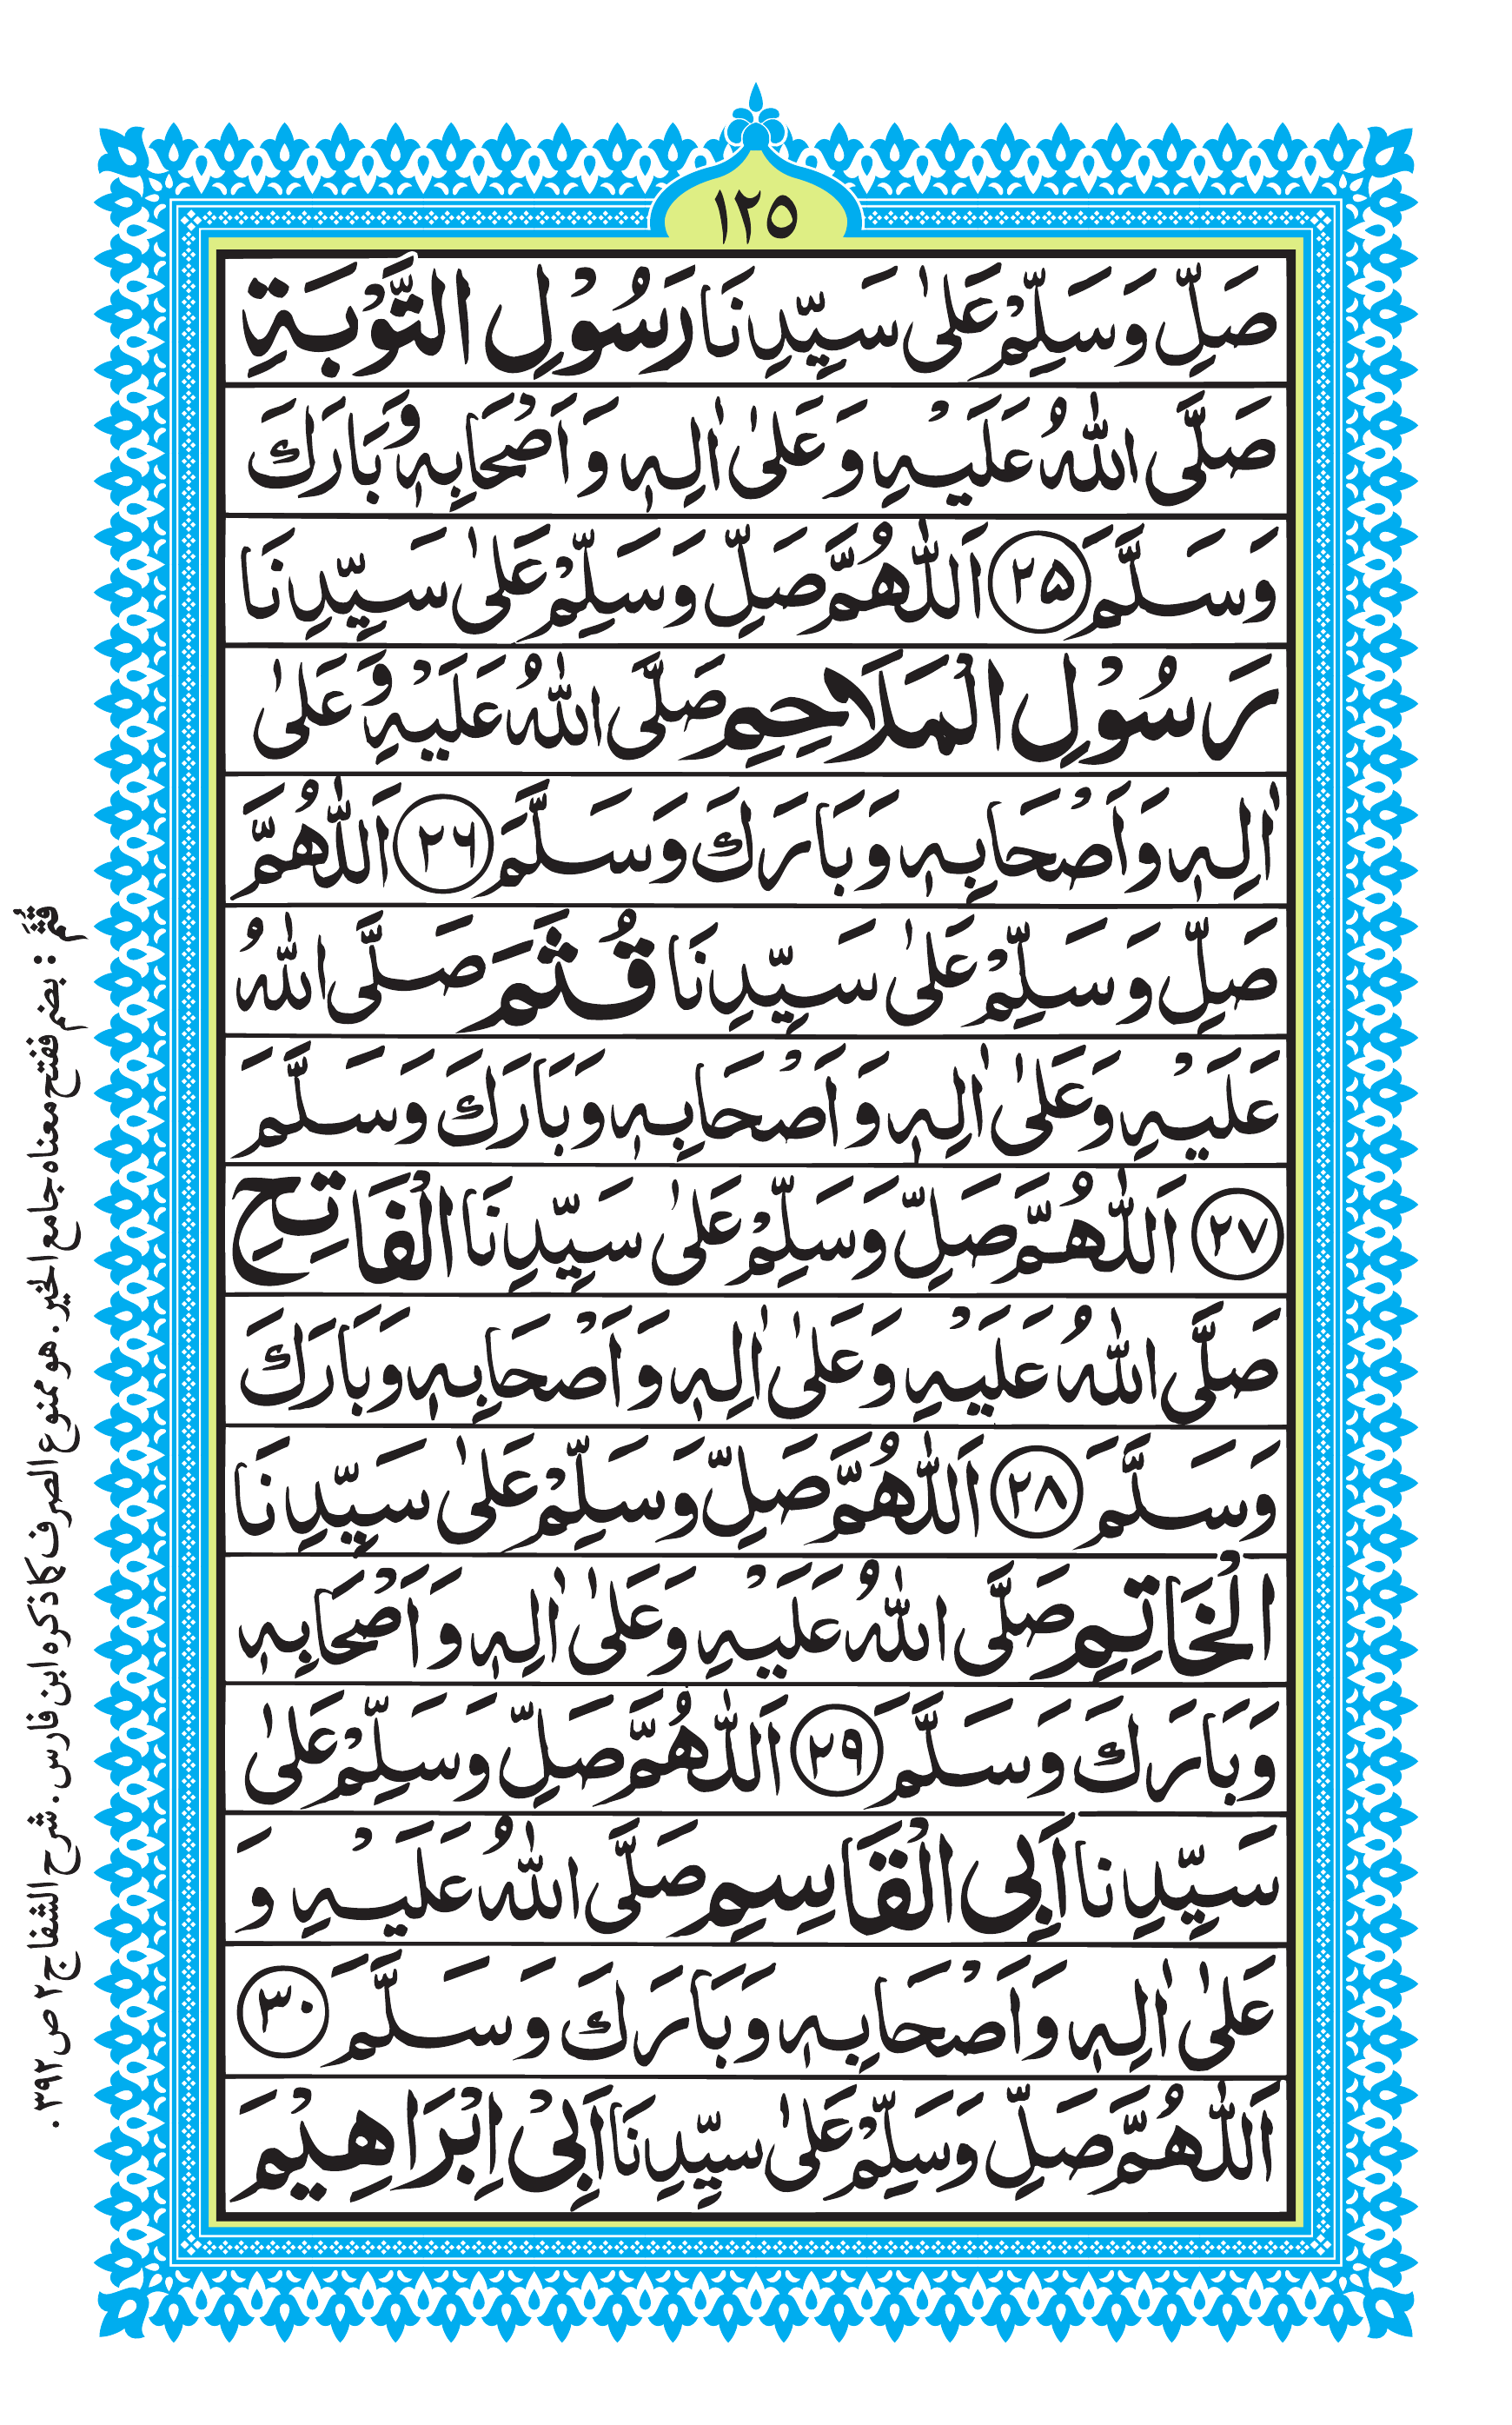 ١٢٥
صَلِّ وَسَلِّمْ عَلٰى سَيِّدِنَا رَسُوْلِ التَّوْبَةِ
صَلَّى اللّٰهُ عَلَيْهِ وَعَلٰى اٰلِهٖ وَاَصْحَابِهٖ وَبَارَكَ
وَسَلَّمَ ٢٥ اَللّٰهُمَّ صَلِّ وَسَلِّمْ عَلٰى سَيِّدِنَا
رَسُوْلِ الْمَلَاحِمِ صَلَّى اللّٰهُ عَلَيْهِ وَعَلٰى
اٰلِهٖ وَاَصْحَابِهٖ وَبَارَكَ وَسَلَّمَ ٢٦ اَللّٰهُمَّ
صَلِّ وَسَلِّمْ عَلٰى سَيِّدِنَا قُثَمَ صَلَّى اللّٰهُ
عَلَيْهِ وَعَلٰى اٰلِهٖ وَاَصْحَابِهٖ وَبَارَكَ وَسَلَّمَ
٢٧ اَللّٰهُمَّ صَلِّ وَسَلِّمْ عَلٰى سَيِّدِنَا الْفَاتِحِ
صَلَّى اللّٰهُ عَلَيْهِ وَعَلٰى اٰلِهٖ وَاَصْحَابِهٖ وَبَارَكَ
وَسَلَّمَ ٢٨ اَللّٰهُمَّ صَلِّ وَسَلِّمْ عَلٰى سَيِّدِنَا
الْخَاتِمِ صَلَّى اللّٰهُ عَلَيْهِ وَعَلٰى اٰلِهٖ وَاَصْحَابِهٖ
وَبَارَكَ وَسَلَّمَ ٢٩ اَللّٰهُمَّ صَلِّ وَسَلِّمْ عَلٰى
سَيِّدِنَا اَبِى الْقَاسِمِ صَلَّى اللّٰهُ عَلَيْهِ وَ
عَلٰى اٰلِهٖ وَاَصْحَابِهٖ وَبَارَكَ وَسَلَّمَ ٣٠
اَللّٰهُمَّ صَلِّ وَسَلِّمْ عَلٰى سَيِّدِنَا اَبِىْ اِبْرَاهِيْمَ
قُثَمُ : بضم ففتح معناه جامع الخير . هو ممنوع الصرف كما ذكره ابن فارس . شرح الشفا ج ٢ ص ٣٩٢ .